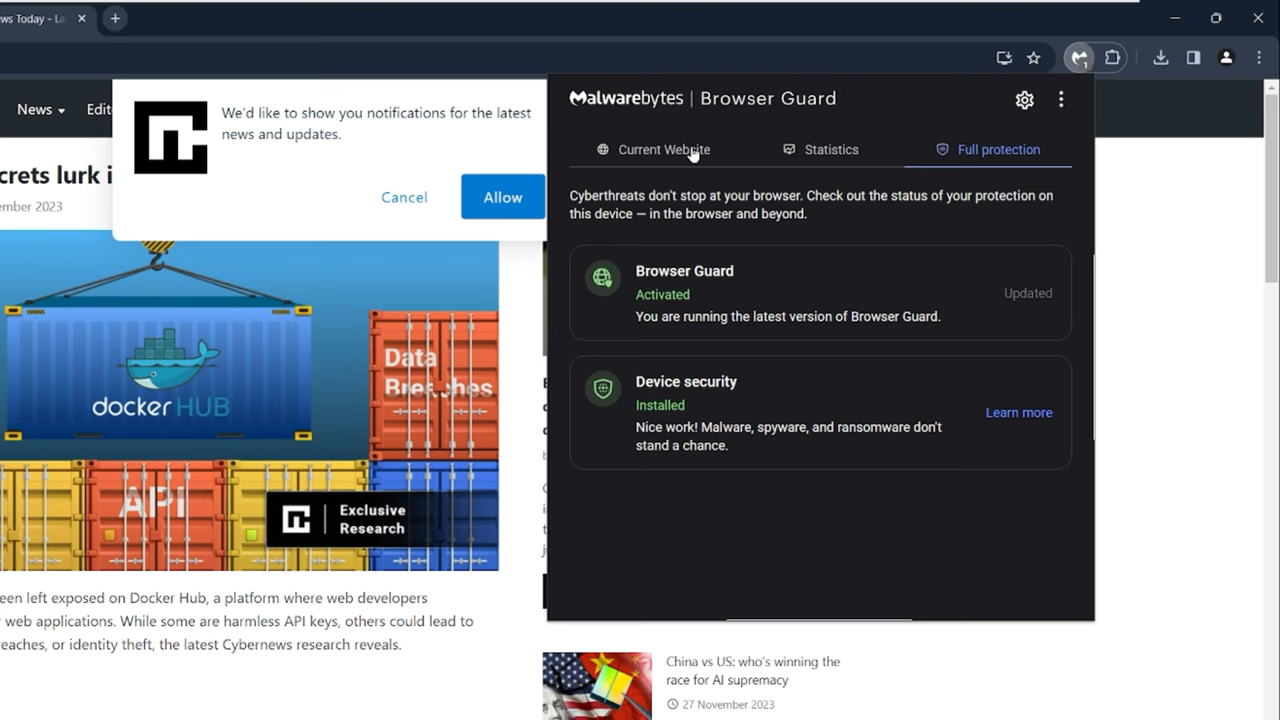 ws Today - La
1
News
Edit
We'd like to show you notifications for the latest
news and updates.
Cancel
Allow
crets lurk i
ember 2023
docker HUB
Data
Breaches
API
Exclusive
Research
een left exposed on Docker Hub, a platform where web developers
web applications. While some are harmless API keys, others could lead to
eaches, or identity theft, the latest Cybernews research reveals.
Malwarebytes | Browser Guard
Current Website
Statistics
Full protection
Cyberthreats don't stop at your browser. Check out the status of your protection on
this device — in the browser and beyond.
Browser Guard
Activated
Updated
You are running the latest version of Browser Guard.
Device security
Installed
Learn more
Nice work! Malware, spyware, and ransomware don't
stand a chance.
China vs US: who's winning the
race for AI supremacy
27 November 2023